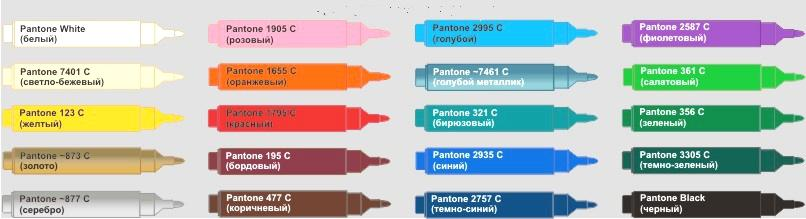 Pantone White
(белый)
Pantone 7401 C
(светло-бежевый)
Pantone 123 C
(желтый)
Pantone ~873 C
(золото)
Pantone ~877 C
(серебро)
Pantone 1905 C
(розовый)
Pantone 1655 C
(оранжевый)
Pantone 1795 C
(красный)
Pantone 195 C
(бордовый)
Pantone 477 C
(коричневый)
Pantone 2995 C
(голубой)
Pantone ~7461 C
(голубой металлик)
Pantone 321 C
(бирюзовый)
Pantone 2935 C
(синий)
Pantone 2757 C
(темно-синий)
Pantone 2587 C
(фиолетовый)
Pantone 361 C
(салатовый)
Pantone 356 C
(зеленый)
Pantone 3305 C
(темно-зеленый)
Pantone Black
(черный)